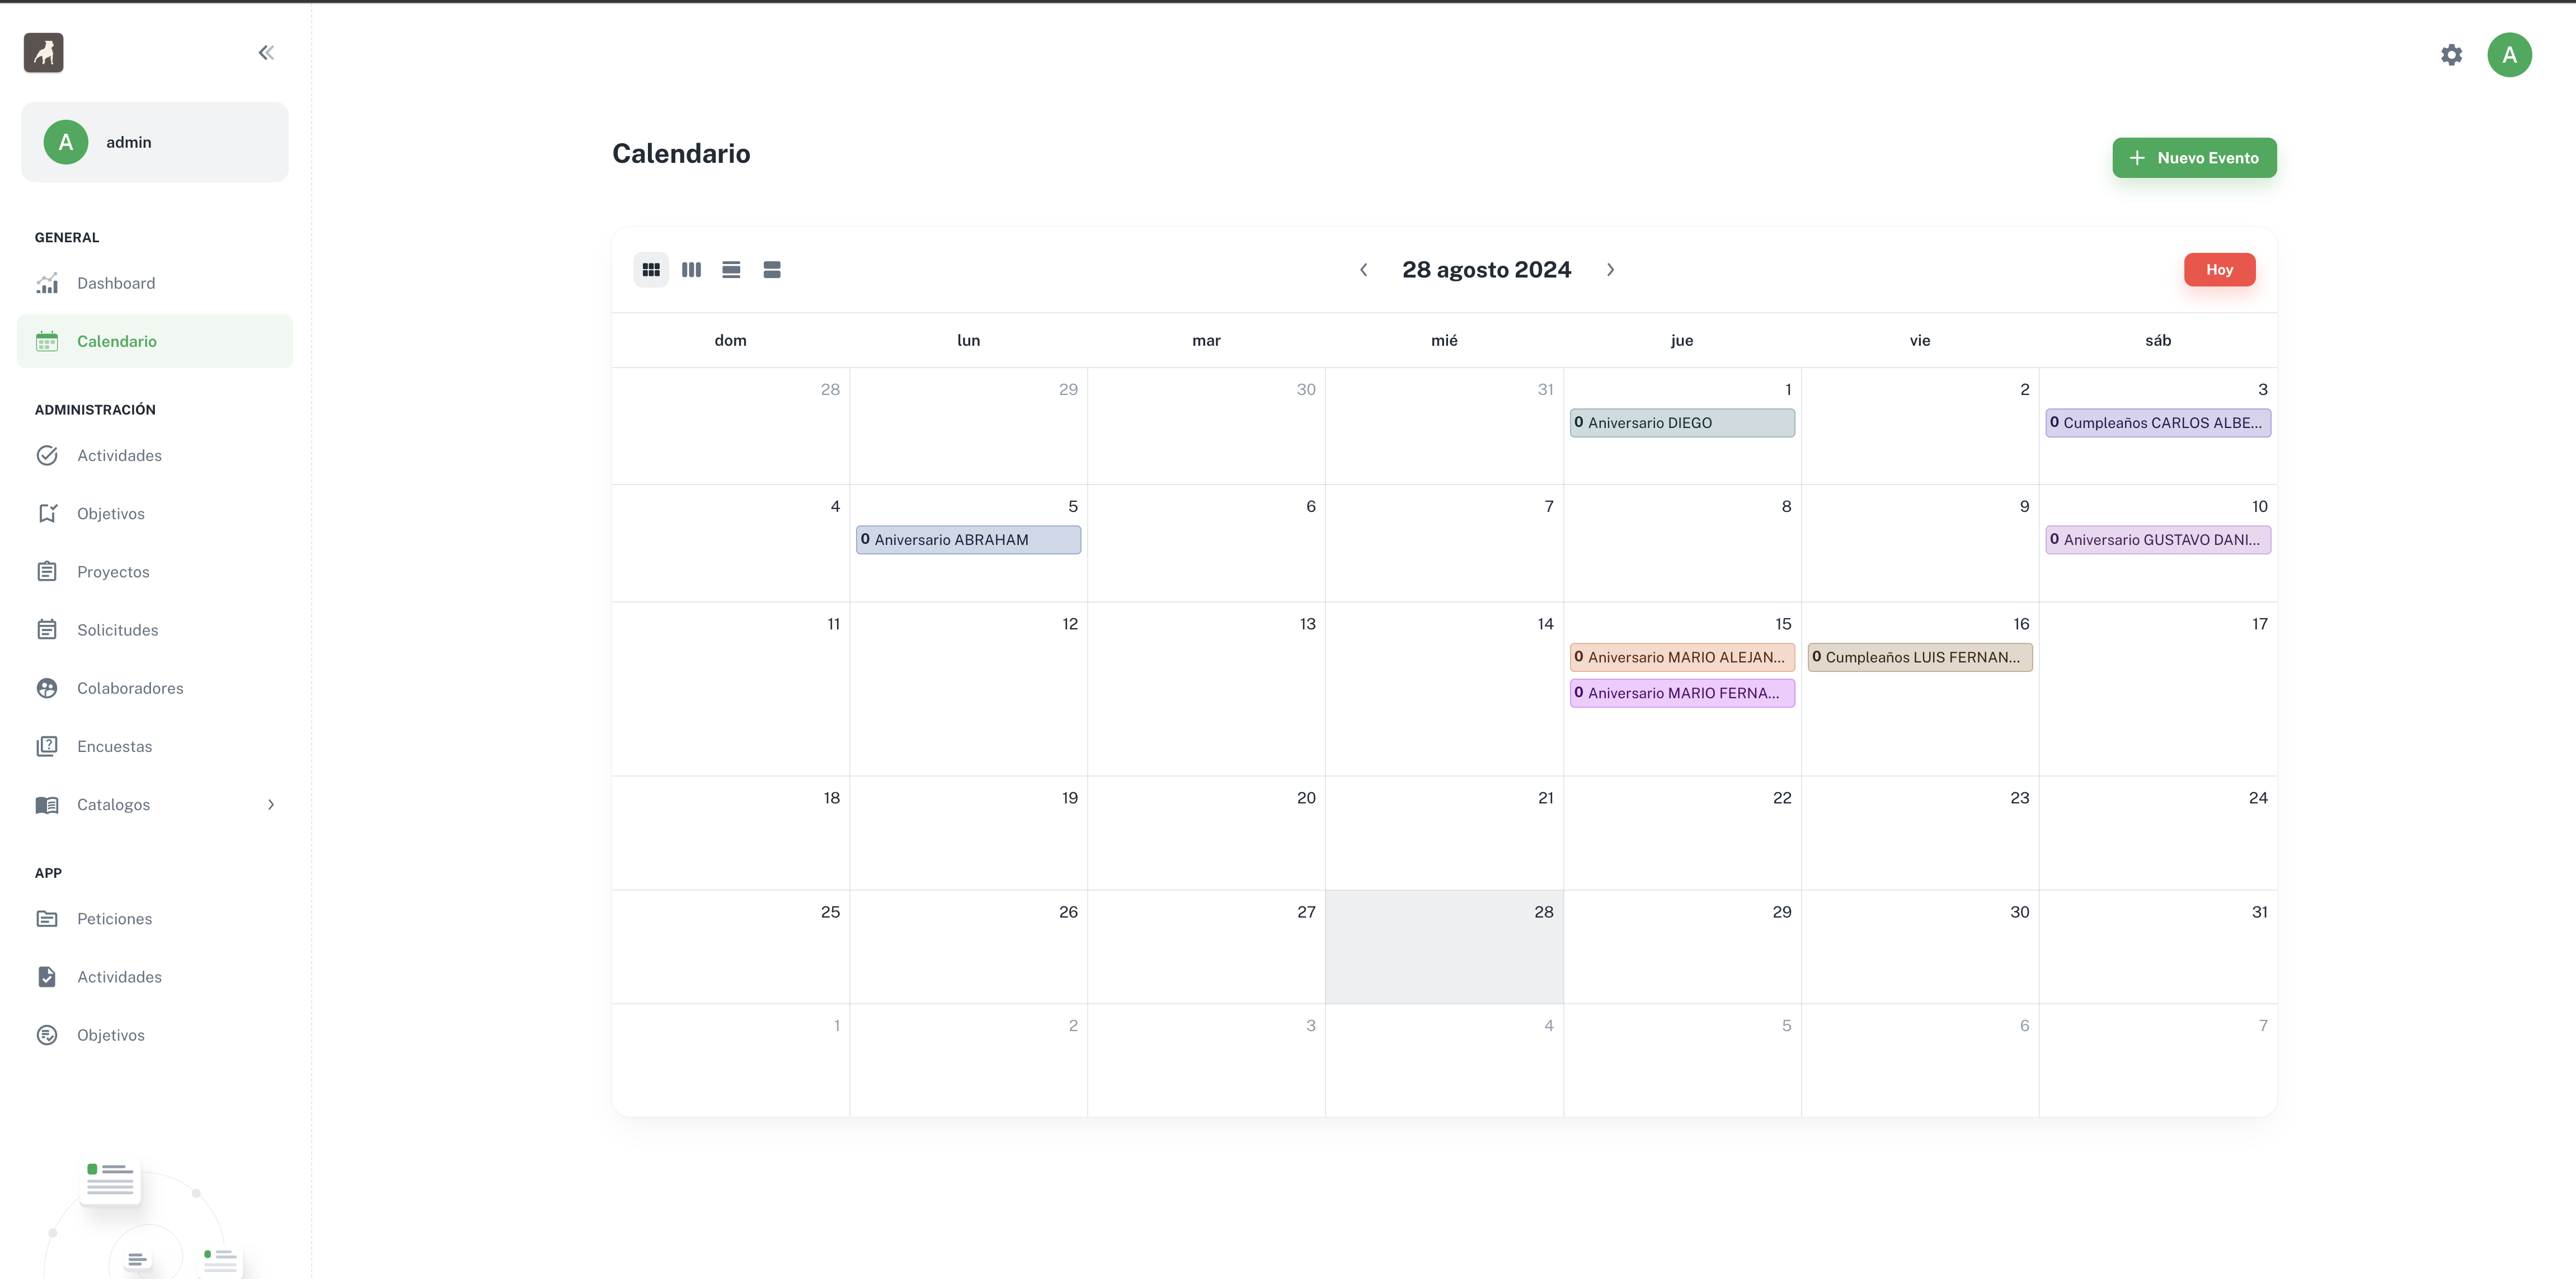 A
A
admin
GENERAL
Dashboard
Calendario
ADMINISTRACIÓN
Actividades
Objetivos
Proyectos
Solicitudes
Colaboradores
Encuestas
Catalogos
APP
Peticiones
Actividades
Objetivos
Calendario
Nuevo Evento
28 agosto 2024
Hoy
dom lun mar mié jue vie sáb
28 29 30 31 1 2 3
0 Aniversario DIEGO
0 Cumpleaños CARLOS ALBE...
4 5 6 7 8 9 10
0 Aniversario ABRAHAM
0 Aniversario GUSTAVO DANI...
11 12 13 14 15 16 17
0 Aniversario MARIO ALEJAN...
0 Cumpleaños LUIS FERNAN...
0 Aniversario MARIO FERNA...
18 19 20 21 22 23 24
25 26 27 28 29 30 31
1 2 3 4 5 6 7